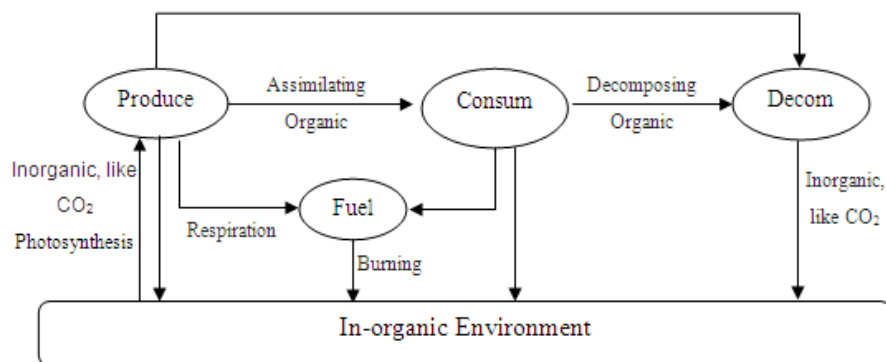 Produce
Assimilating
Organic
Consum
Decomposing
Organic
Decom
Inorganic, like
CO₂
Photosynthesis
Respiration
Fuel
Burning
Inorganic,
like CO₂
In-organic Environment